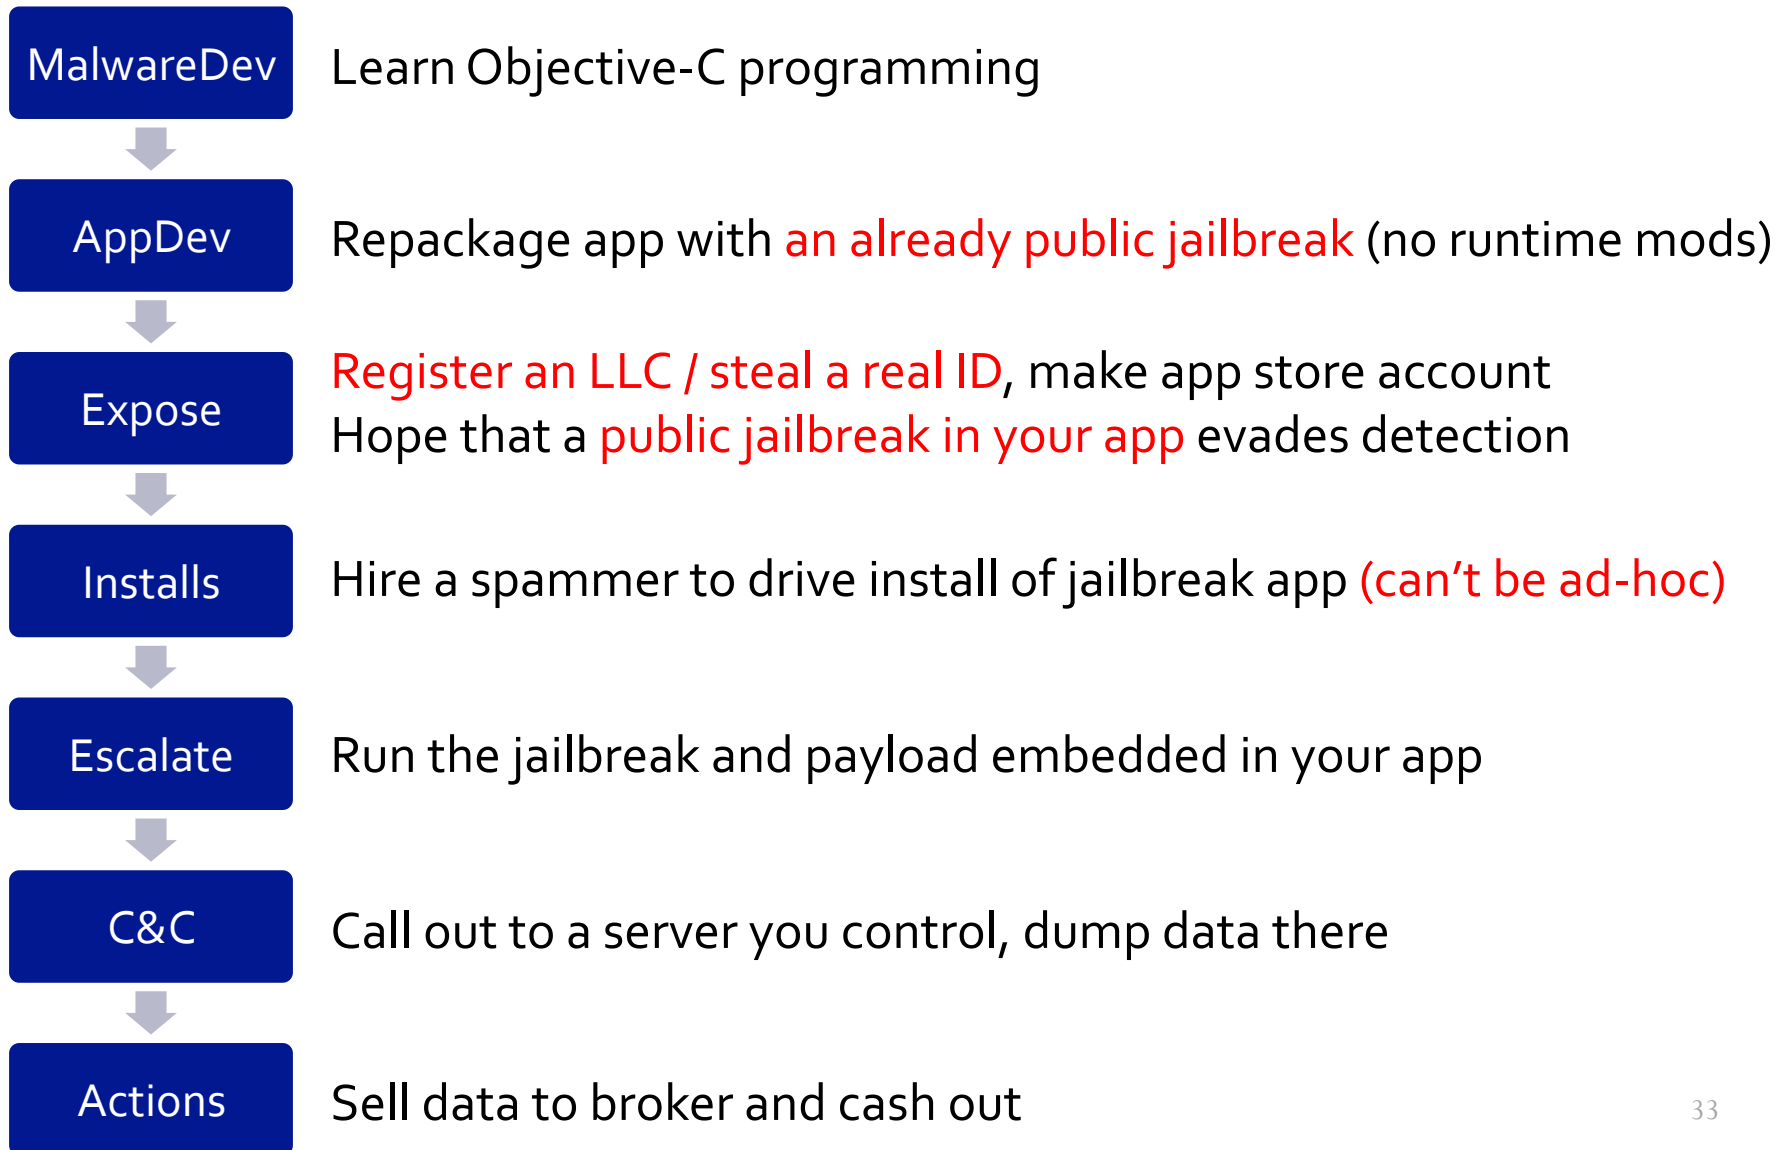 MalwareDev
Learn Objective-C programming
AppDev
Repackage app with an already public jailbreak (no runtime mods)
Expose
Register an LLC / steal a real ID, make app store account
Hope that a public jailbreak in your app evades detection
Installs
Hire a spammer to drive install of jailbreak app (can’t be ad-hoc)
Escalate
Run the jailbreak and payload embedded in your app
C&C
Call out to a server you control, dump data there
Actions
Sell data to broker and cash out
33